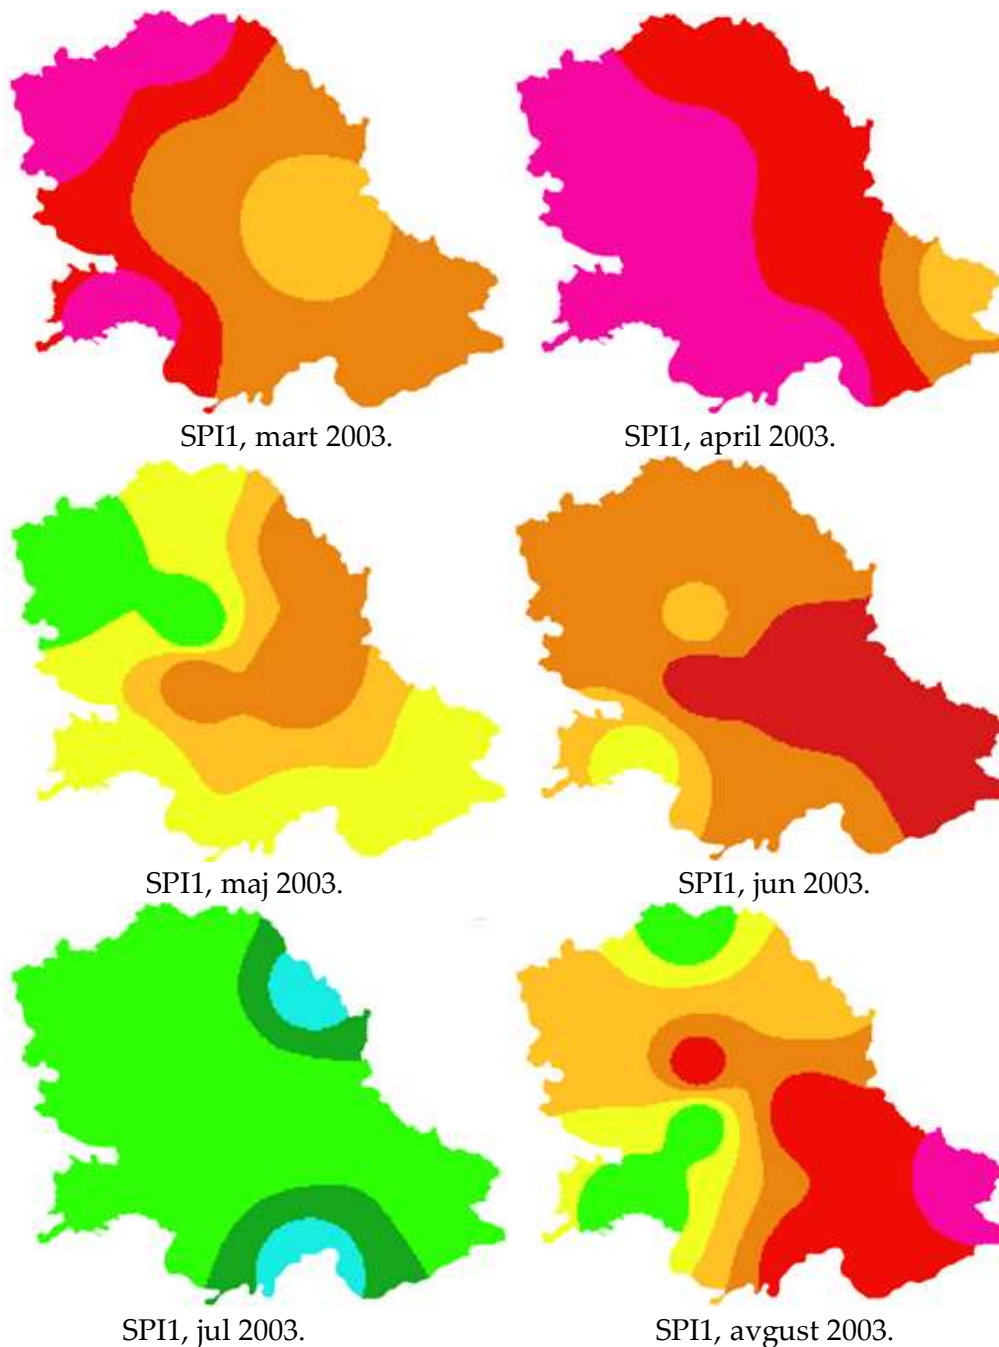 SPI1, mart 2003.
SPI1, april 2003.
SPI1, maj 2003.
SPI1, jun 2003.
SPI1, jul 2003.
SPI1, avgust 2003.